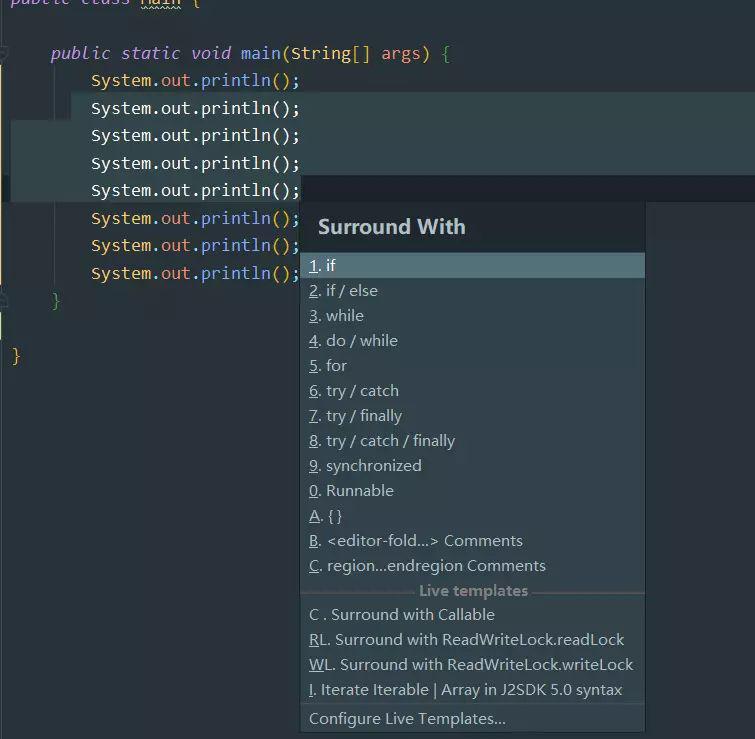 public class Main {
public static void main(String[] args) {
System.out.println();
System.out.println();
System.out.println();
System.out.println();
System.out.println();
System.out.println();
System.out.println();
System.out.println();
}
}
Surround With
1. if
2. if / else
3. while
4. do / while
5. for
6. try / catch
7. try / finally
8. try / catch / finally
9. synchronized
0. Runnable
A. { }
B. <editor-fold...> Comments
C. region...endregion Comments
Live templates
C . Surround with Callable
RL. Surround with ReadWriteLock.readLock
WL. Surround with ReadWriteLock.writeLock
I. Iterate Iterable | Array in J2SDK 5.0 syntax
Configure Live Templates...